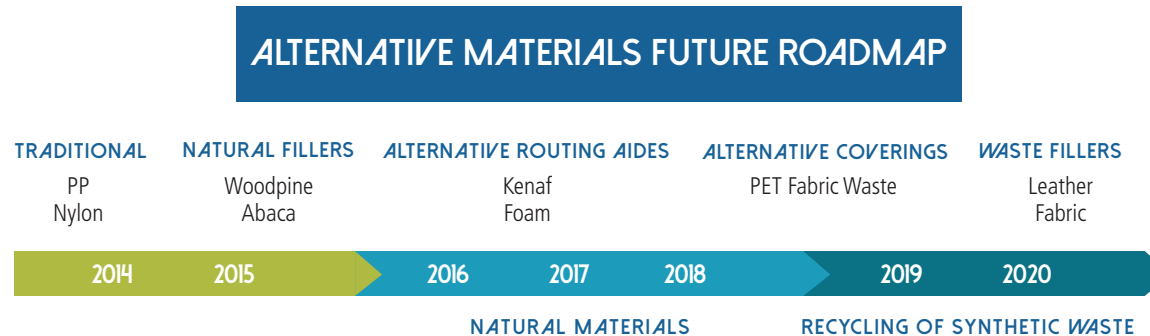 ALTERNATIVE MATERIALS FUTURE ROADMAP
TRADITIONAL
PP
Nylon
NATURAL FILLERS
Woodpine
Abaca
ALTERNATIVE ROUTING AIDES
Kenaf
Foam
ALTERNATIVE COVERINGS
PET Fabric Waste
WASTE FILLERS
Leather
Fabric
2014 2015 2016 2017 2018 2019 2020
NATURAL MATERIALS
RECYCLING OF SYNTHETIC WASTE